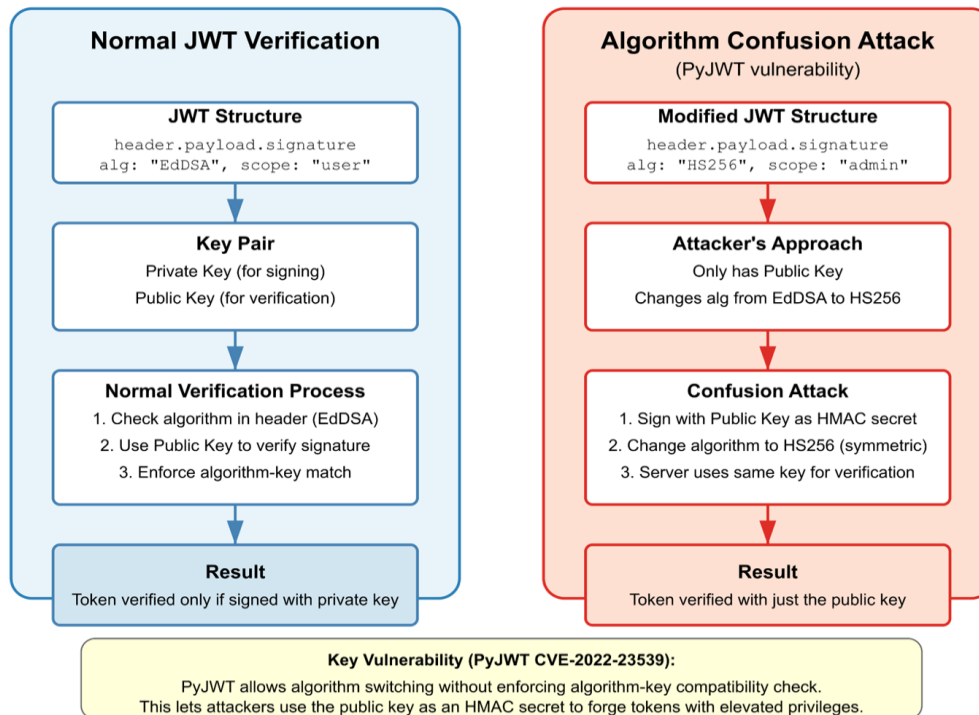 Normal JWT Verification
JWT Structure
header.payload.signature
alg: "EdDSA", scope: "user"
Key Pair
Private Key (for signing)
Public Key (for verification)
Normal Verification Process
1. Check algorithm in header (EdDSA)
2. Use Public Key to verify signature
3. Enforce algorithm-key match
Result
Token verified only if signed with private key
Algorithm Confusion Attack
(PyJWT vulnerability)
Modified JWT Structure
header.payload.signature
alg: "HS256", scope: "admin"
Attacker's Approach
Only has Public Key
Changes alg from EdDSA to HS256
Confusion Attack
1. Sign with Public Key as HMAC secret
2. Change algorithm to HS256 (symmetric)
3. Server uses same key for verification
Result
Token verified with just the public key
Key Vulnerability (PyJWT CVE-2022-23539):
PyJWT allows algorithm switching without enforcing algorithm-key compatibility check.
This lets attackers use the public key as an HMAC secret to forge tokens with elevated privileges.